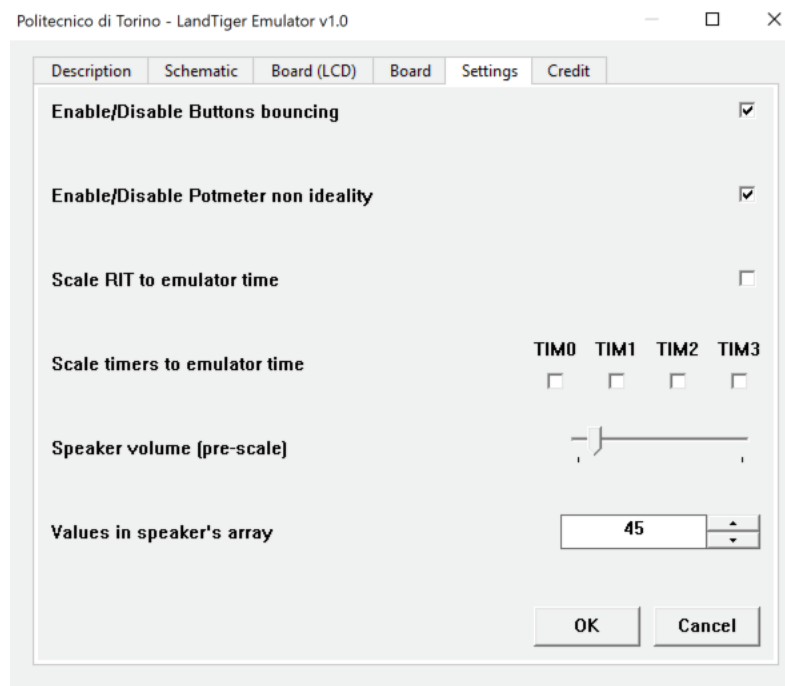 Politecnico di Torino - LandTiger Emulator v1.0
Description Schematic Board (LCD) Board Settings Credit
Enable/Disable Buttons bouncing
Enable/Disable Potmeter non ideality
Scale RIT to emulator time
TIM0 TIM1 TIM2 TIM3
Scale timers to emulator time
Speaker volume (pre-scale)
Values in speaker's array 45
OK Cancel